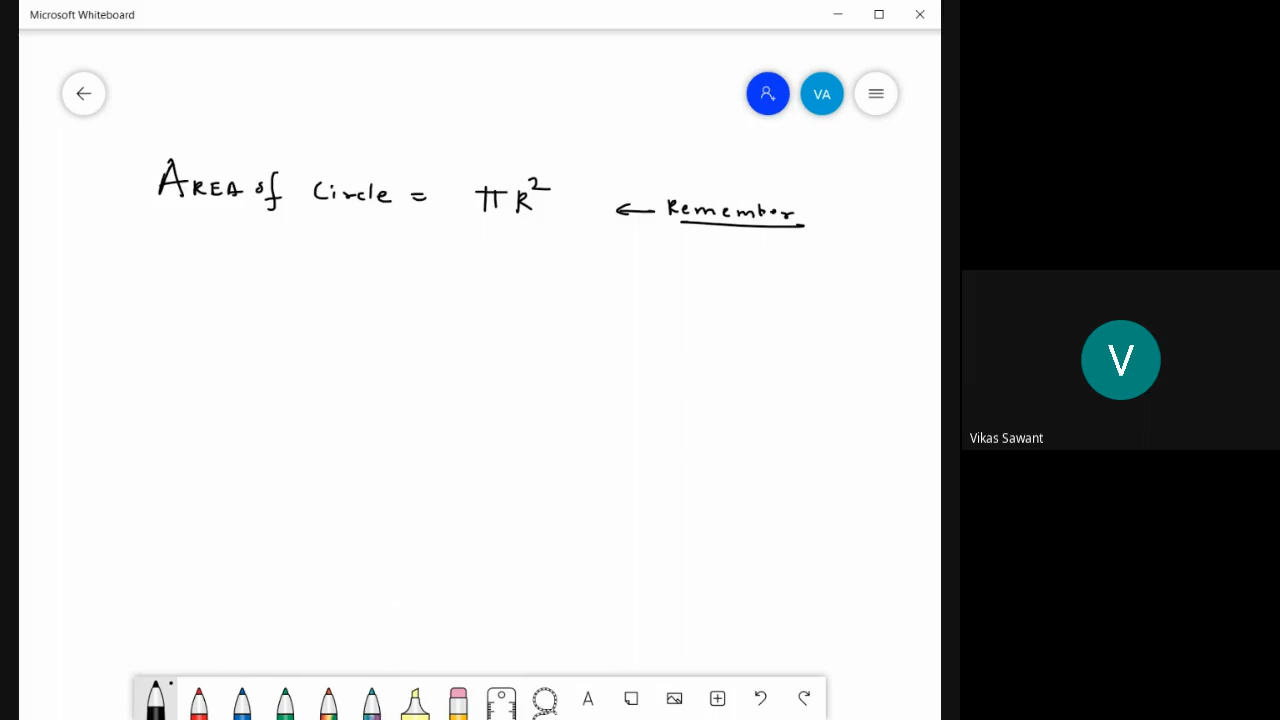 Microsoft Whiteboard
VA
AREA of Circle = πR² ← Remember
V
Vikas Sawant
A